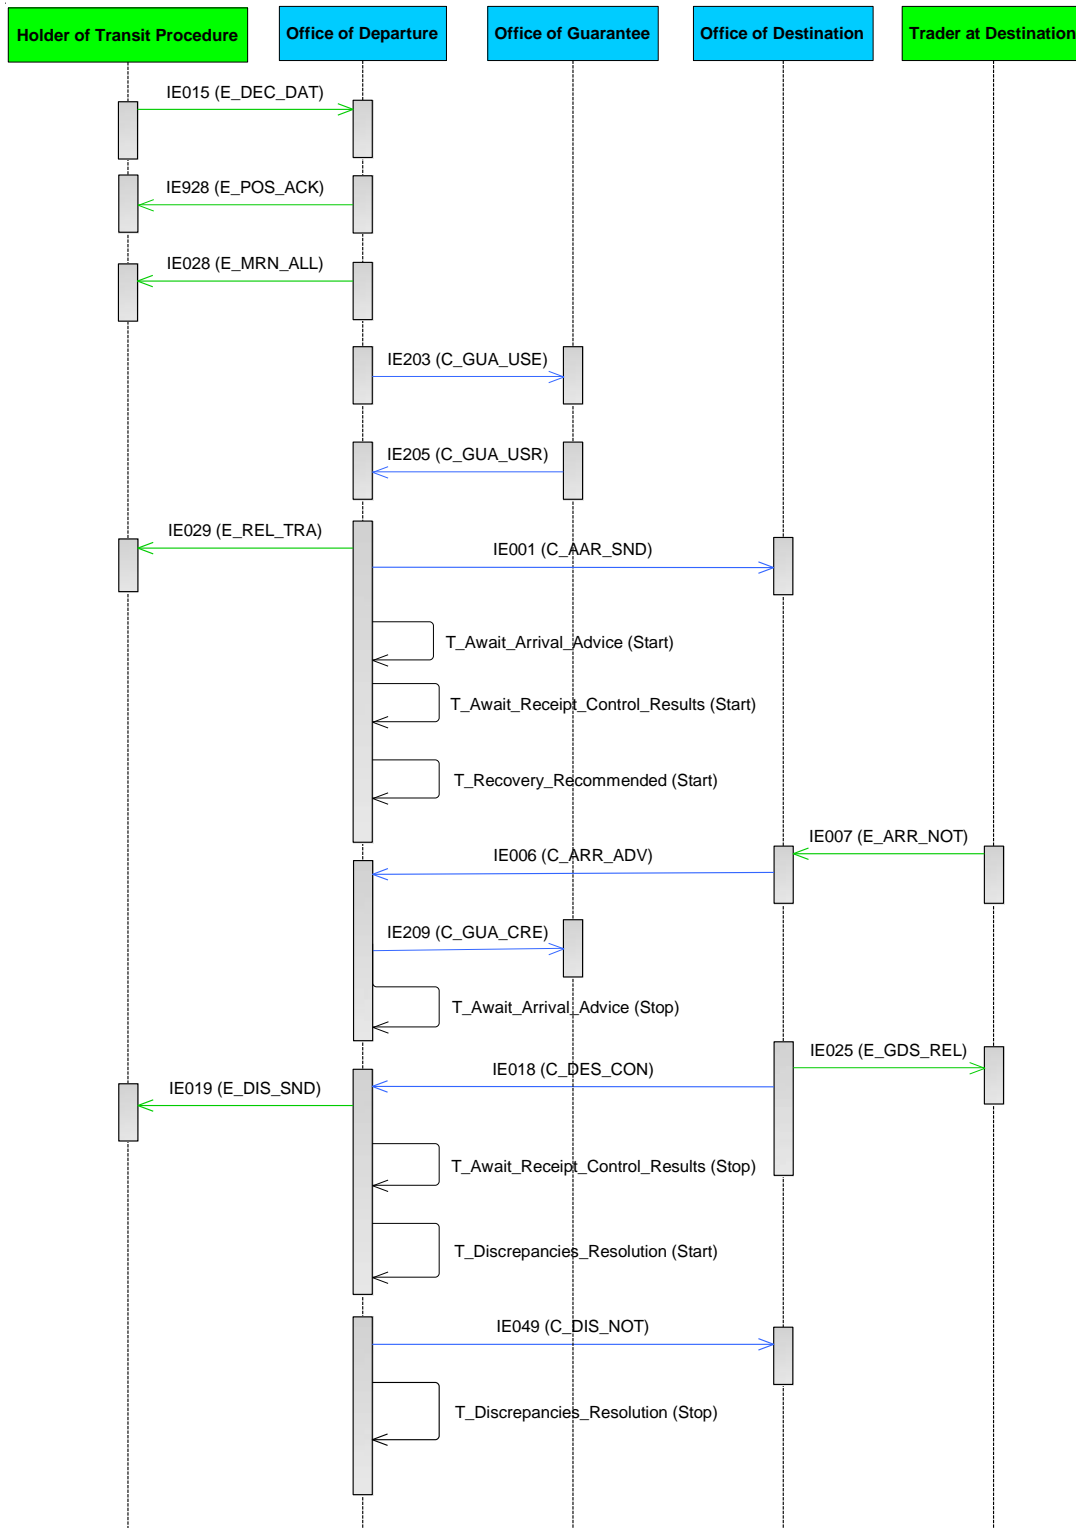 Holder of Transit Procedure
Office of Departure
Office of Guarantee
Office of Destination
Trader at Destination
IE015 (E_DEC_DAT)
IE928 (E_POS_ACK)
IE028 (E_MRN_ALL)
IE203 (C_GUA_USE)
IE205 (C_GUA_USR)
IE029 (E_REL_TRA)
IE001 (C_AAR_SND)
T_Await_Arrival_Advice (Start)
T_Await_Receipt_Control_Results (Start)
T_Recovery_Recommended (Start)
IE007 (E_ARR_NOT)
IE006 (C_ARR_ADV)
IE209 (C_GUA_CRE)
T_Await_Arrival_Advice (Stop)
IE025 (E_GDS_REL)
IE018 (C_DES_CON)
IE019 (E_DIS_SND)
T_Await_Receipt_Control_Results (Stop)
T_Discrepancies_Resolution (Start)
IE049 (C_DIS_NOT)
T_Discrepancies_Resolution (Stop)